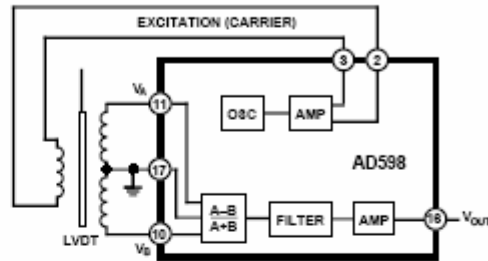 EXCITATION (CARRIER)
3
2
VA
11
OSC
AMP
AD598
17
A–B
A+B
FILTER
AMP
16
VOUT
10
VB
LVDT